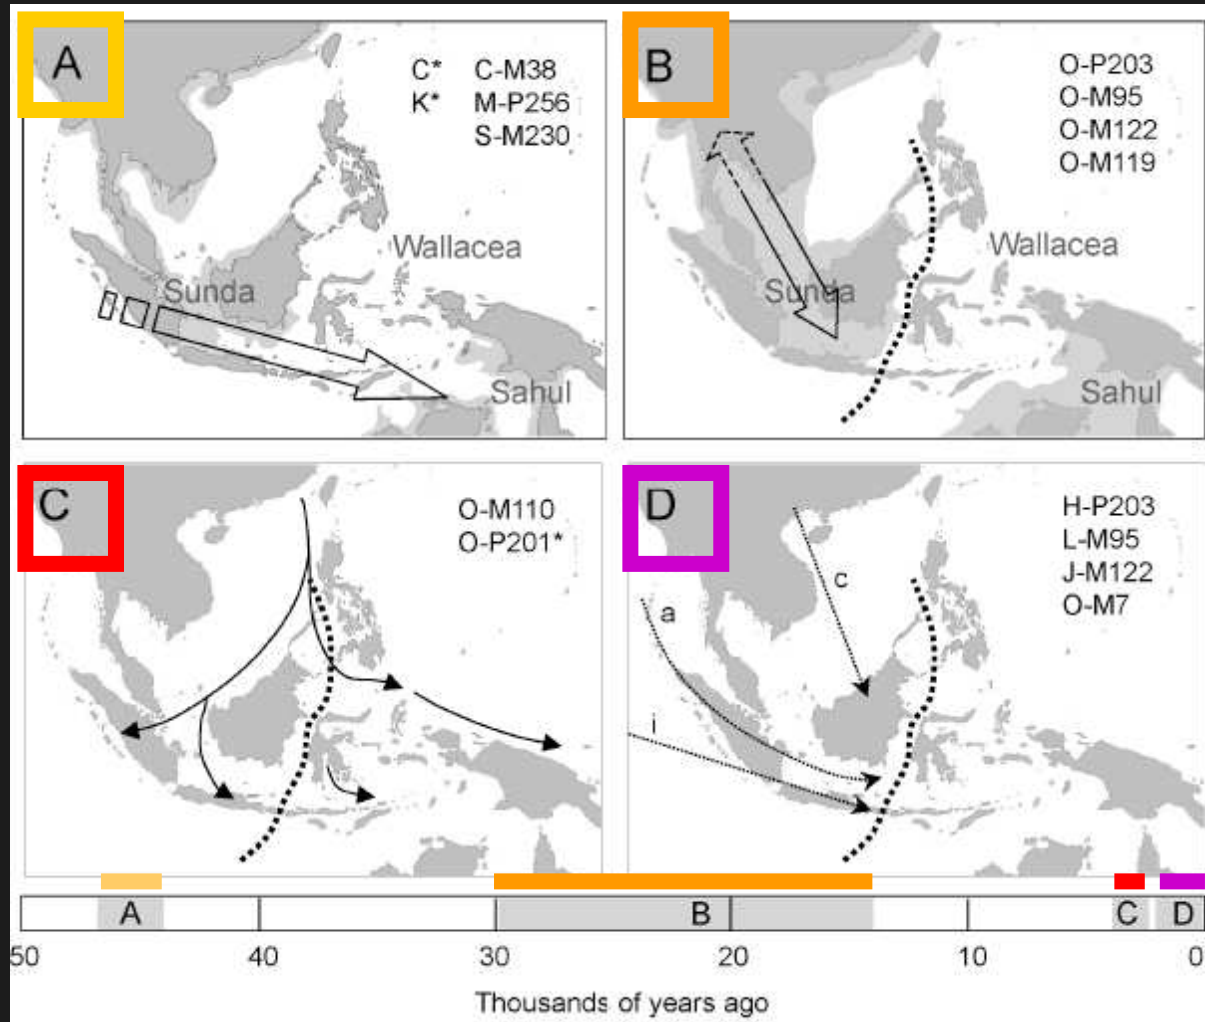 A
C* C-M38
K* M-P256
S-M230
Wallacea
Sunda
Sahul
B
O-P203
O-M95
O-M122
O-M119
Wallacea
Sunda
Sahul
C
O-M110
O-P201*
D
H-P203
L-M95
J-M122
O-M7
c
a
i
A B C D
50 40 30 20 10 0
Thousands of years ago